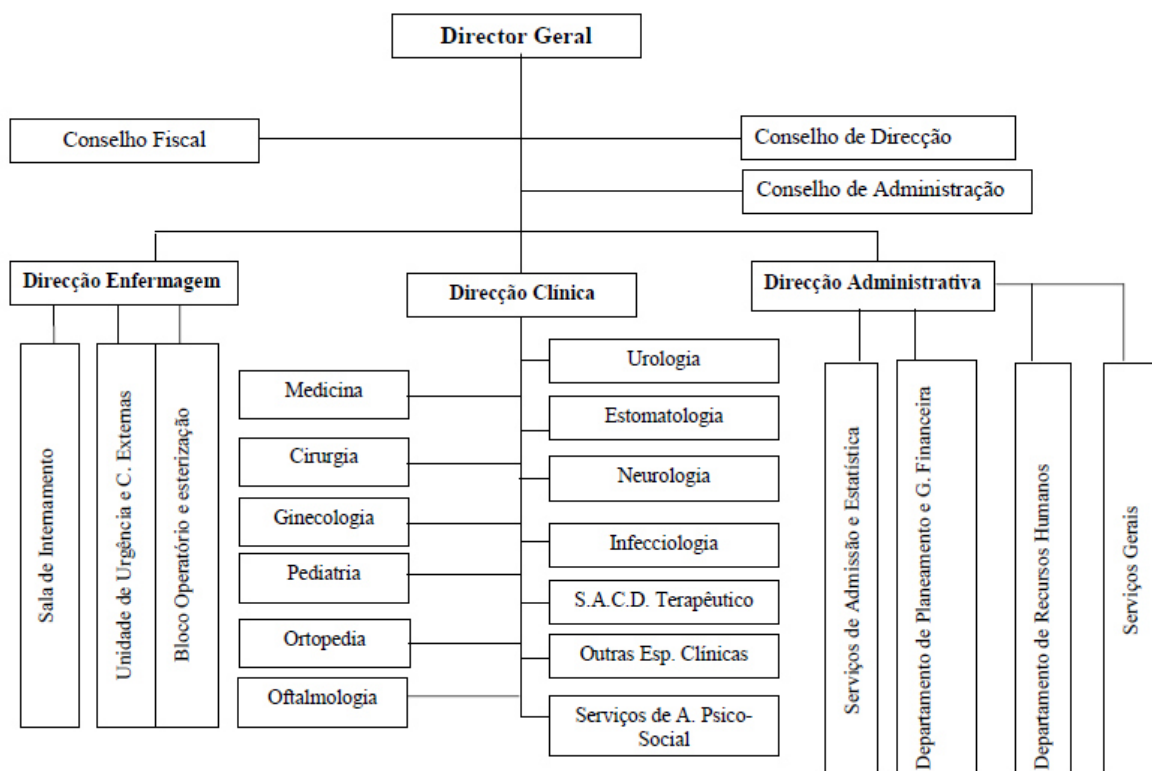 Director Geral
Conselho Fiscal
Conselho de Direcção
Conselho de Administração
Direcção Enfermagem
Direcção Clínica
Direcção Administrativa
Sala de Internamento
Unidade de Urgência e C. Externas
Bloco Operatório e esterização
Medicina
Cirurgia
Ginecologia
Pediatria
Ortopedia
Oftalmologia
Urologia
Estomatologia
Neurologia
Infecciologia
S.A.C.D. Terapêutico
Outras Esp. Clínicas
Serviços de A. Psico-
Social
Serviços de Admissão e Estatística
Departamento de Planeamento e G. Financeira
Departamento de Recursos Humanos
Serviços Gerais